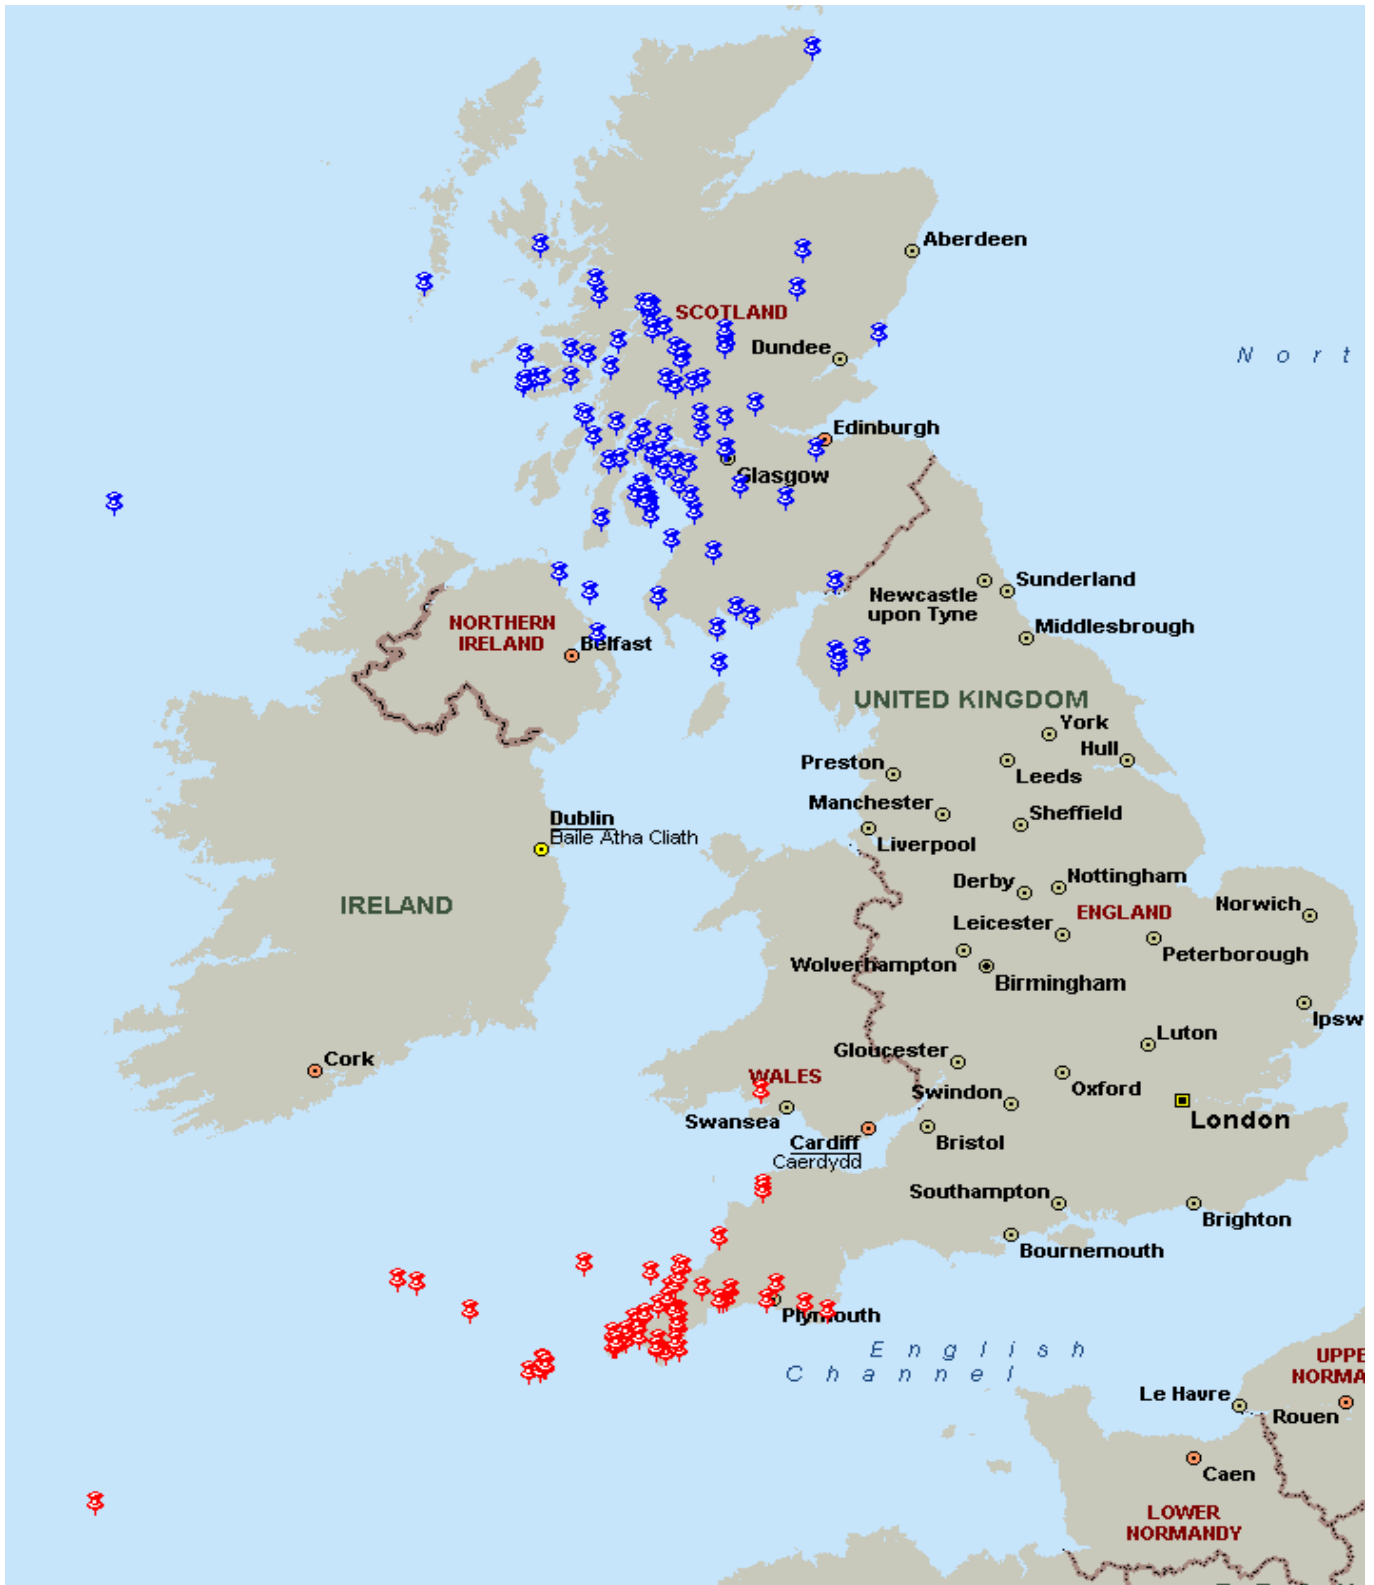 Aberdeen
SCOTLAND
Dundee
N o r t
Edinburgh
Glasgow
Newcastle
upon Tyne
Sunderland
NORTHERN
IRELAND
Belfast
Middlesbrough
UNITED KINGDOM
York
Hull
Preston
Leeds
Manchester
Sheffield
Liverpool
Dublin
Baile Atha Cliath
IRELAND
Derby
Nottingham
Norwich
Leicester
ENGLAND
Peterborough
Wolverhampton
Birmingham
Ipsw
Cork
Luton
Gloucester
WALES
Oxford
Swindon
Swansea
London
Cardiff
Caerdydd
Bristol
Southampton
Brighton
Bournemouth
Plymouth
E n g l i s h
C h a n n e l
UPPE
NORMA
Le Havre
Rouen
Caen
LOWER
NORMANDY